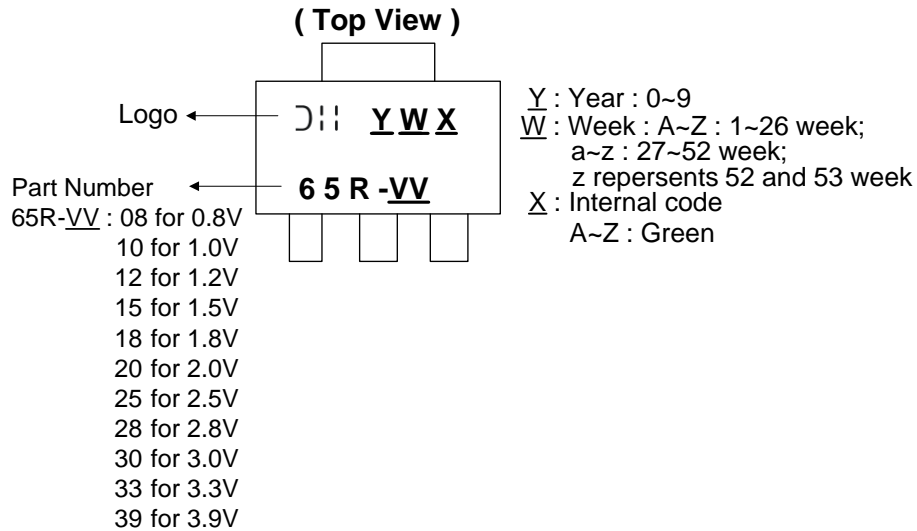 ( Top View )
Logo
Y W X
65R-VV
Y : Year : 0~9
W : Week : A~Z : 1~26 week;
a~z : 27~52 week;
z repersents 52 and 53 week
X : Internal code
A~Z : Green
Part Number
65R-VV : 08 for 0.8V
10 for 1.0V
12 for 1.2V
15 for 1.5V
18 for 1.8V
20 for 2.0V
25 for 2.5V
28 for 2.8V
30 for 3.0V
33 for 3.3V
39 for 3.9V